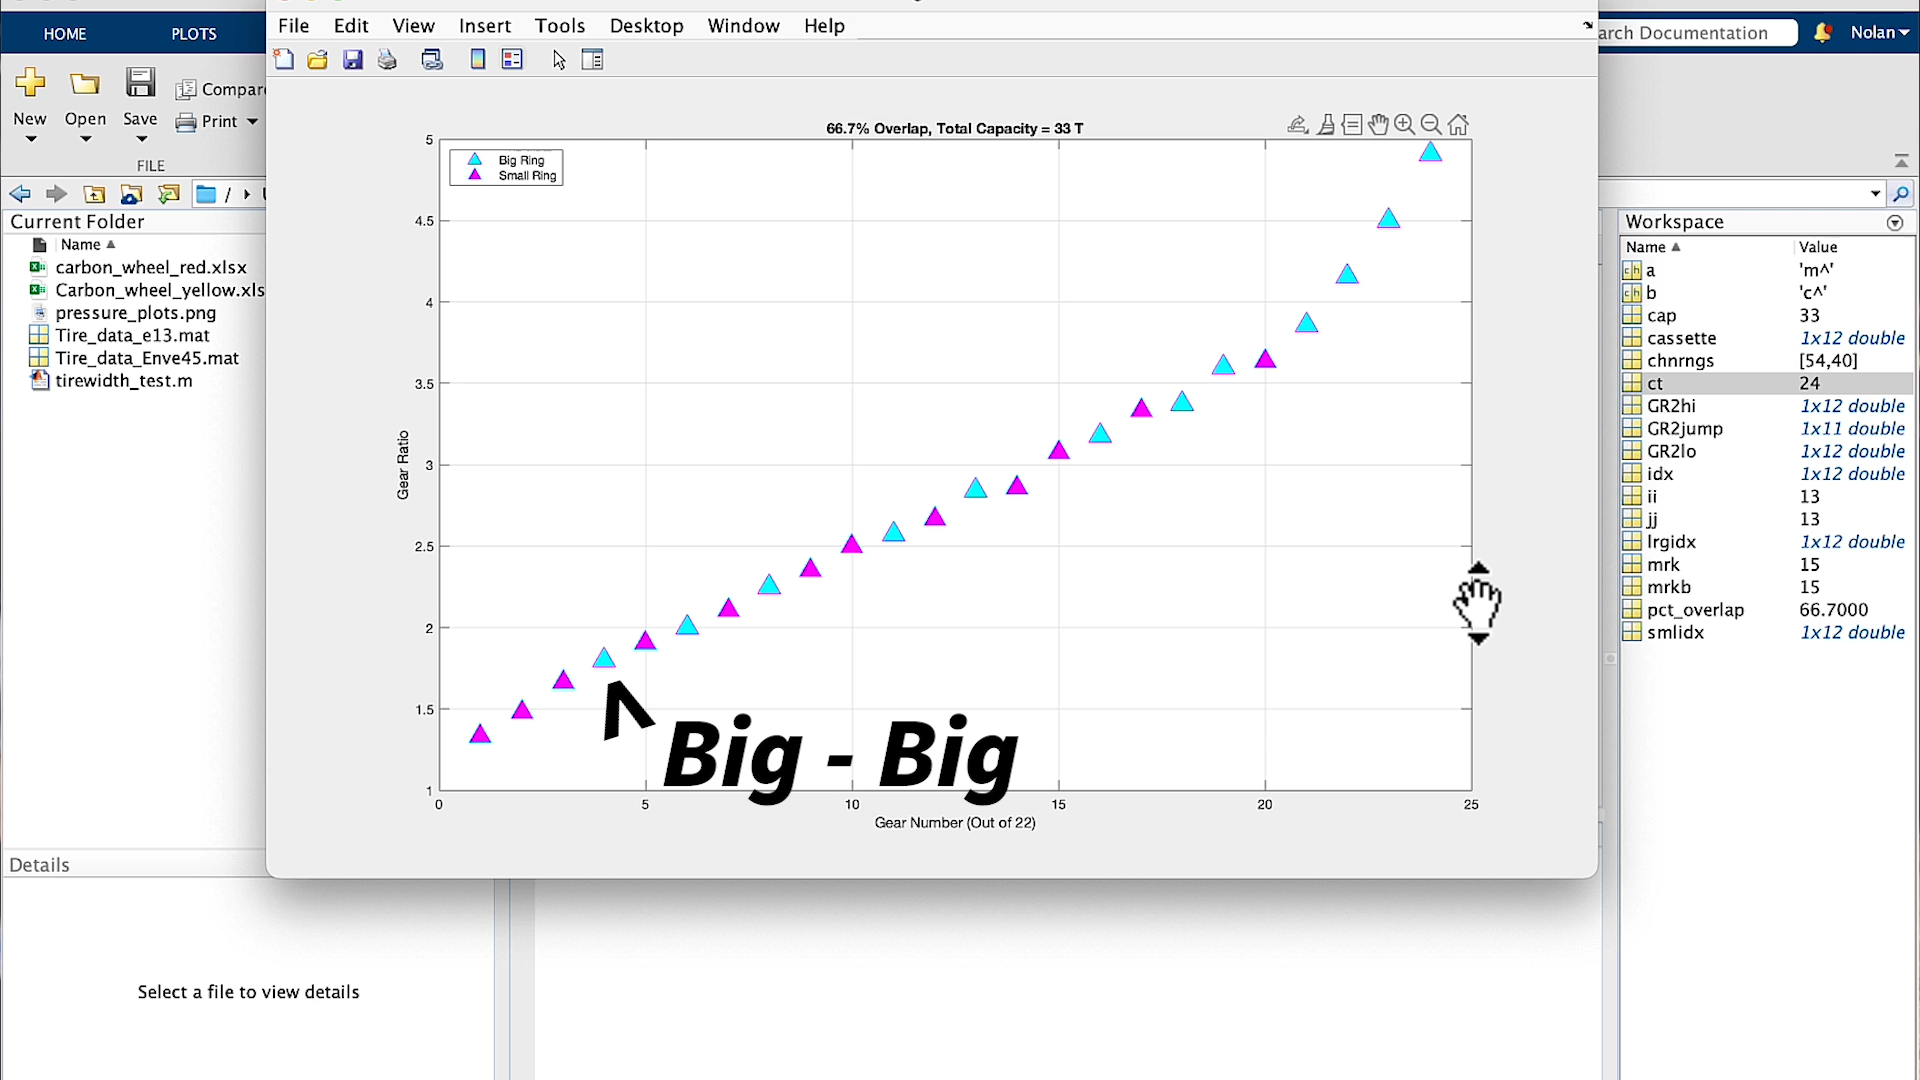 File Edit View Insert Tools Desktop Window Help
HOME PLOTS
arch Documentation Nolan
New Open Save
Compare
Print
FILE
/
Current Folder
Name
carbon_wheel_red.xlsx
Carbon_wheel_yellow.xls
pressure_plots.png
Tire_data_e13.mat
Tire_data_Enve45.mat
tirewidth_test.m
Details
Select a file to view details
66.7% Overlap, Total Capacity = 33 T
Big Ring
Small Ring
5
4.5
4
3.5
3
2.5
2
1.5
1
Gear Ratio
Big - Big
0 5 10 15 20 25
Gear Number (Out of 22)
Workspace
Name Value
a 'm^'
b 'c^'
cap 33
cassette 1x12 double
chnrngs [54,40]
ct 24
GR2hi 1x12 double
GR2jump 1x11 double
GR2lo 1x12 double
idx 1x12 double
ii 13
jj 13
lrgidx 1x12 double
mrk 15
mrkb 15
pct_overlap 66.7000
smlidx 1x12 double